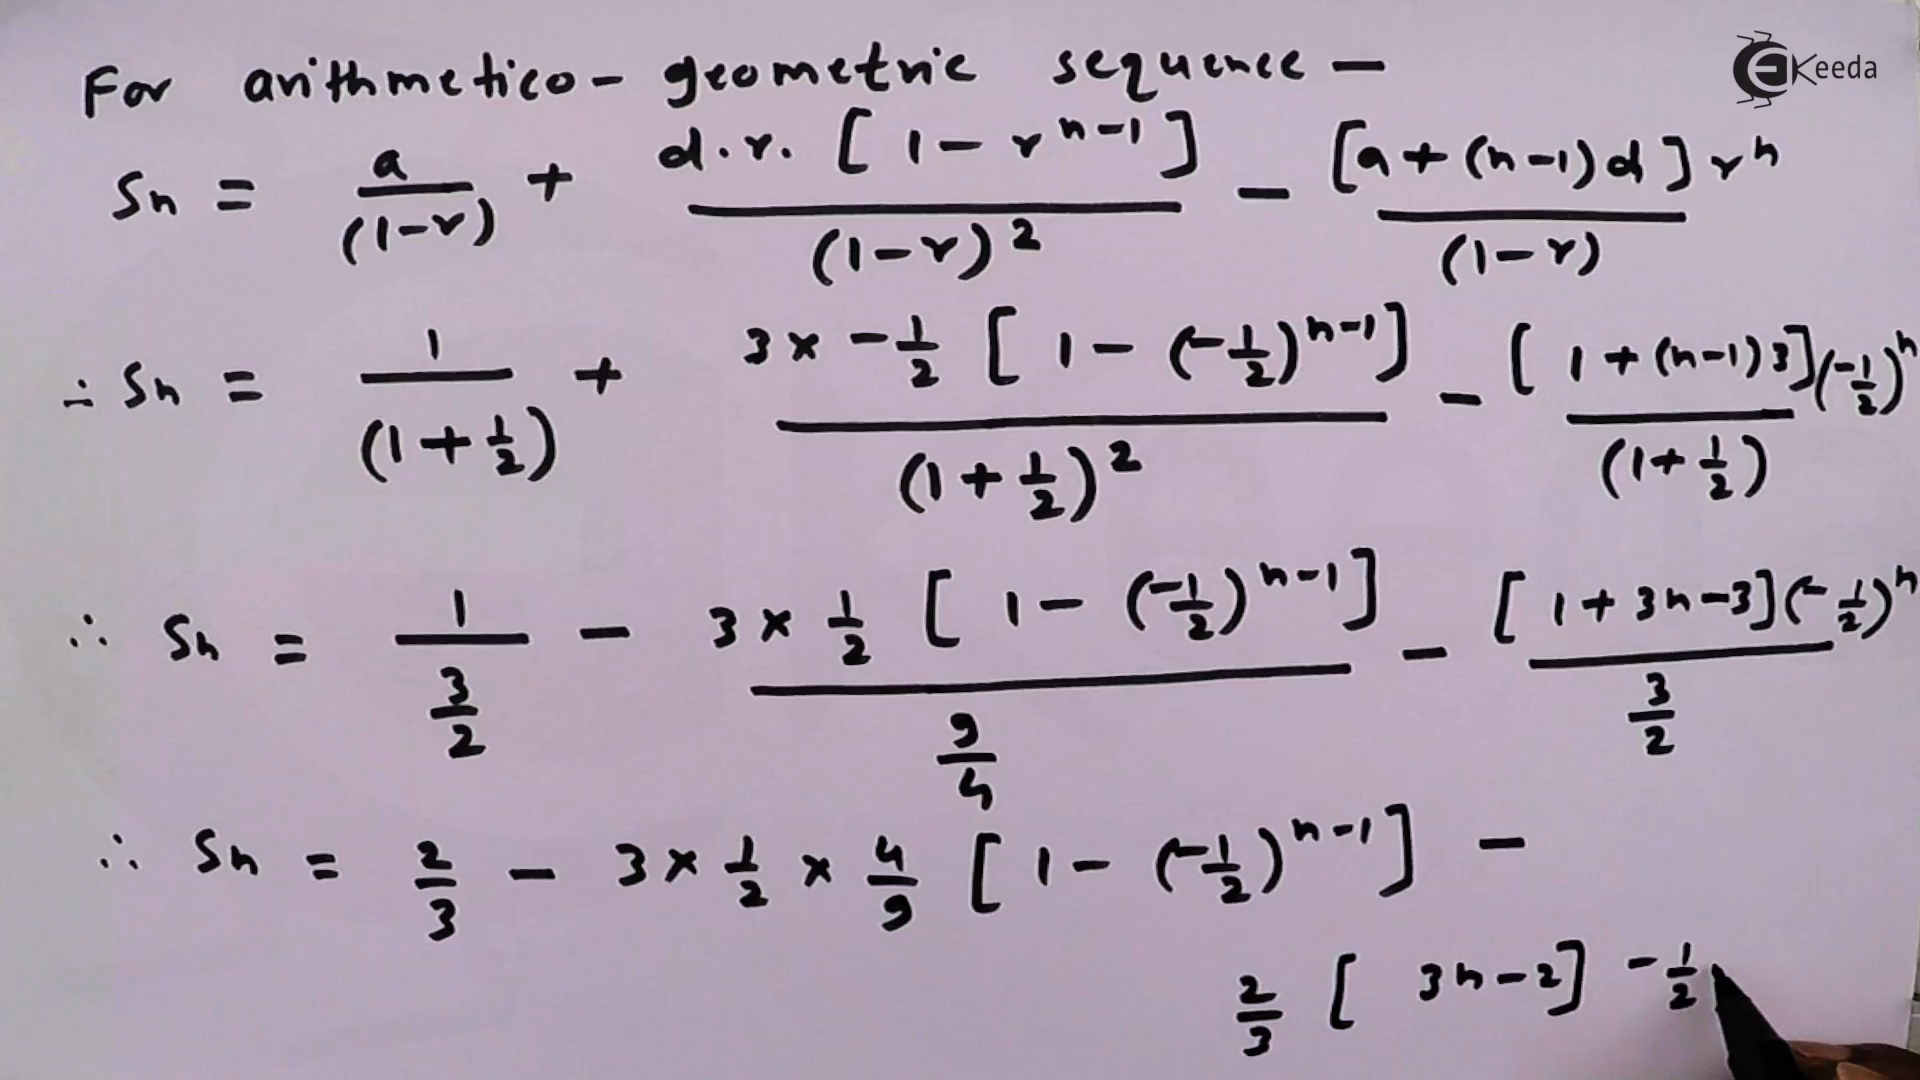 EKeeda
For arithmetico-geometric sequence —
Sn = a/(1-r) + d.r.[1-r^(n-1)]/(1-r)^2 - [a+(n-1)d]r^n/(1-r)
∴ Sn = 1/(1+1/2) + 3×-1/2[1-(-1/2)^(n-1)]/(1+1/2)^2 - [1+(n-1)3](-1/2)^n/(1+1/2)
∴ Sn = 1/(3/2) - 3×1/2[1-(-1/2)^(n-1)]/(9/4) - [1+3n-3](-1/2)^n/(3/2)
∴ Sn = 2/3 - 3×1/2×4/9[1-(-1/2)^(n-1)] -
2/3[3n-2] -1/2